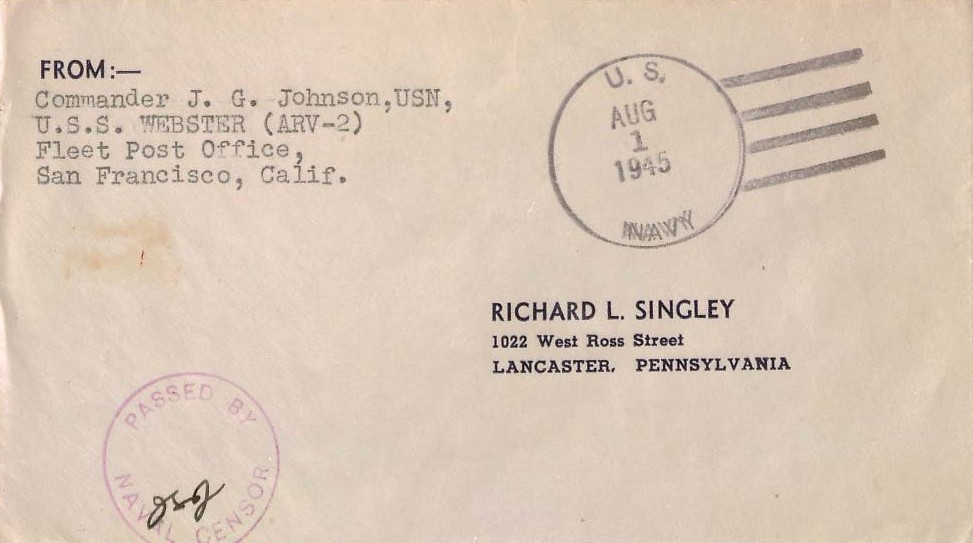 FROM:—
Commander J. G. Johnson,USN,
U.S.S. WEBSTER (ARV-2)
Fleet Post Office,
San Francisco, Calif.
U. S.
AUG
1
1945
NAVY
RICHARD L. SINGLEY
1022 West Ross Street
LANCASTER, PENNSYLVANIA
PASSED BY
NAVAL CENSOR